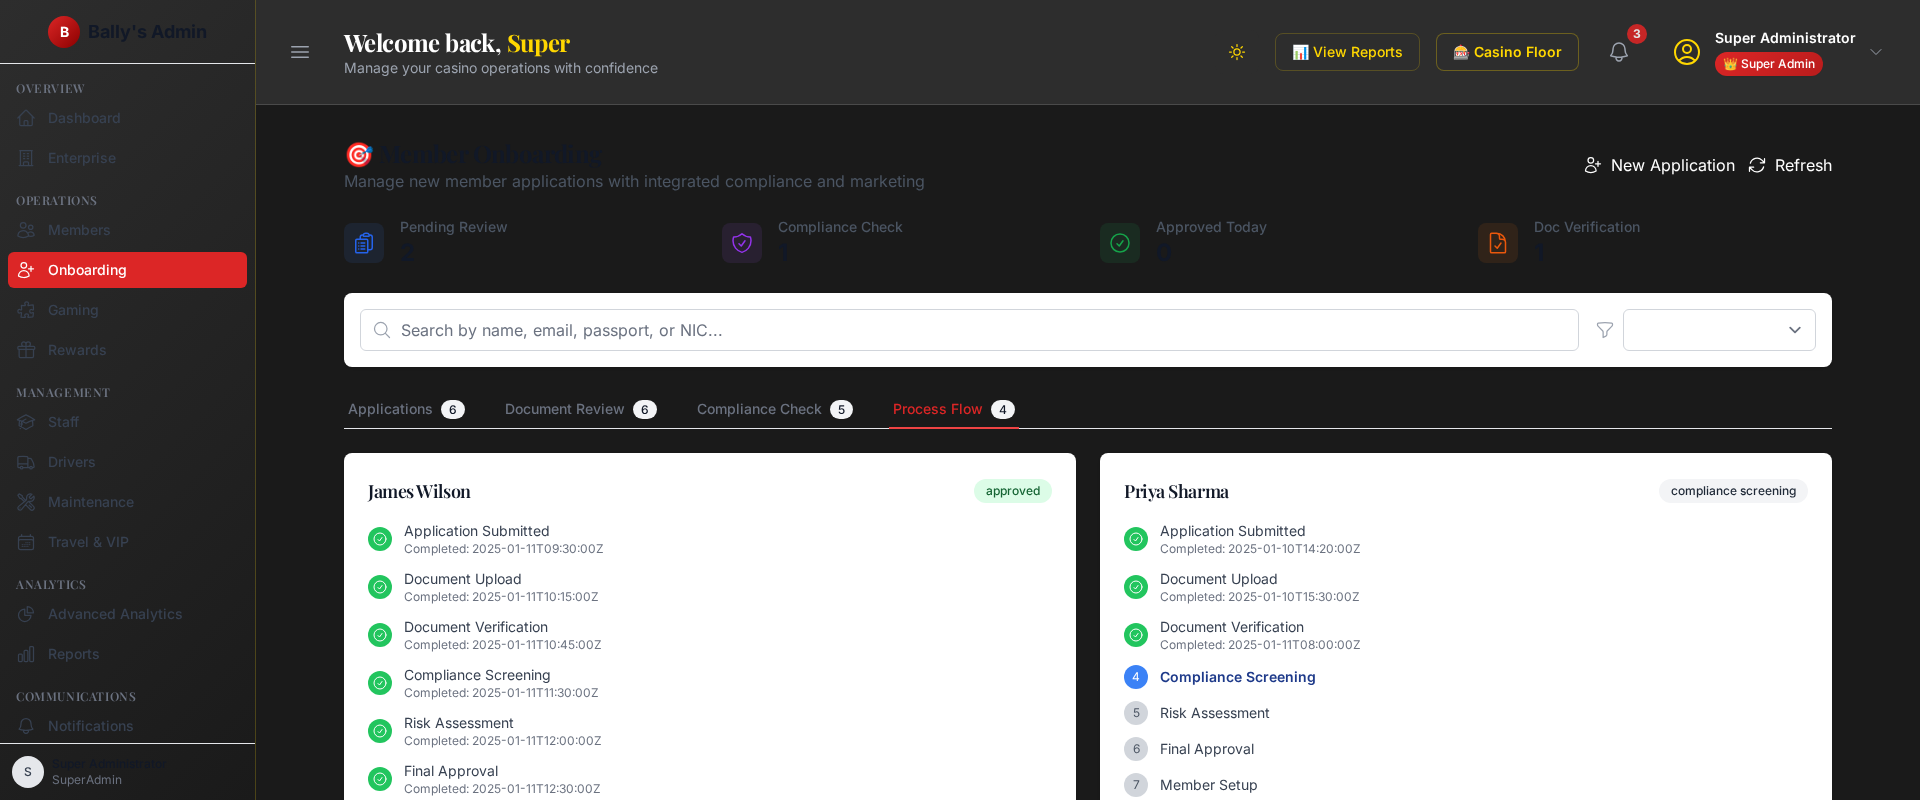 B Bally's Admin
OVERVIEW
Dashboard
Enterprise
OPERATIONS
Members
Onboarding
Gaming
Rewards
MANAGEMENT
Staff
Drivers
Maintenance
Travel & VIP
ANALYTICS
Advanced Analytics
Reports
COMMUNICATIONS
Notifications
S
Super Administrator
SuperAdmin
Welcome back, Super
Manage your casino operations with confidence
View Reports
Casino Floor
3
Super Administrator
Super Admin
Member Onboarding
Manage new member applications with integrated compliance and marketing
New Application
Refresh
Pending Review
2
Compliance Check
1
Approved Today
0
Doc Verification
1
Search by name, email, passport, or NIC...
Applications 6
Document Review 6
Compliance Check 5
Process Flow 4
James Wilson
approved
Application Submitted
Completed: 2025-01-11T09:30:00Z
Document Upload
Completed: 2025-01-11T10:15:00Z
Document Verification
Completed: 2025-01-11T10:45:00Z
Compliance Screening
Completed: 2025-01-11T11:30:00Z
Risk Assessment
Completed: 2025-01-11T12:00:00Z
Final Approval
Completed: 2025-01-11T12:30:00Z
Priya Sharma
compliance screening
Application Submitted
Completed: 2025-01-10T14:20:00Z
Document Upload
Completed: 2025-01-10T15:30:00Z
Document Verification
Completed: 2025-01-11T08:00:00Z
4 Compliance Screening
5 Risk Assessment
6 Final Approval
7 Member Setup